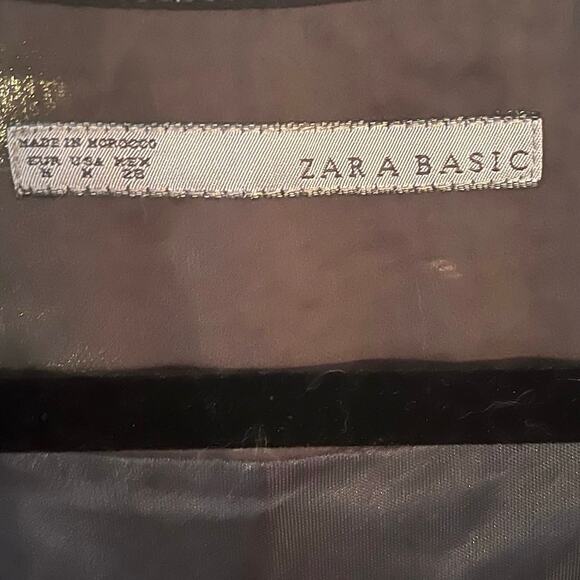 MADE IN MOROCCO
EUR USA MEX
M M 28
ZARA BASIC